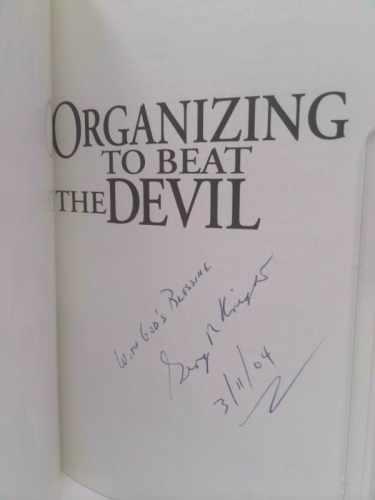 ORGANIZING
TO BEAT
THE DEVIL
WITH GOD'S BLESSING
George R Knight
3/11/04